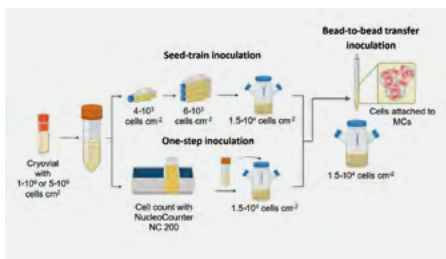 Bead-to-bead transfer
inoculation
Seed-train inoculation
4·10³
cells cm⁻²
6·10³
cells cm⁻²
1.5·10⁴ cells cm⁻²
Cells attached to
MCs
One-step inoculation
Cryovial
with
1·10⁶ or 5·10⁶
cells cm²
Cell count with
NucleoCounter
NC 200
1.5·10⁴ cells cm⁻²
1.5·10⁴ cells cm⁻²